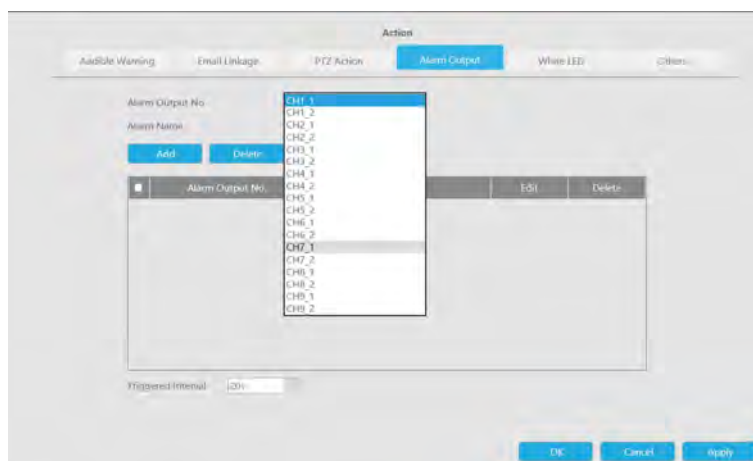 Action
Audible Warning Email Linkage PTZ Action Alarm Output White LED Others
Alarm Output No
Alarm Name
CH1_1
CH1_2
CH2_1
CH2_2
CH3_1
CH3_2
CH4_1
CH4_2
CH5_1
CH5_2
CH6_1
CH6_2
CH7_1
CH7_2
CH8_1
CH8_2
CH9_1
CH9_2
Add Delete
Alarm Output No. Edit Delete
Triggered Interval
OK Cancel Apply